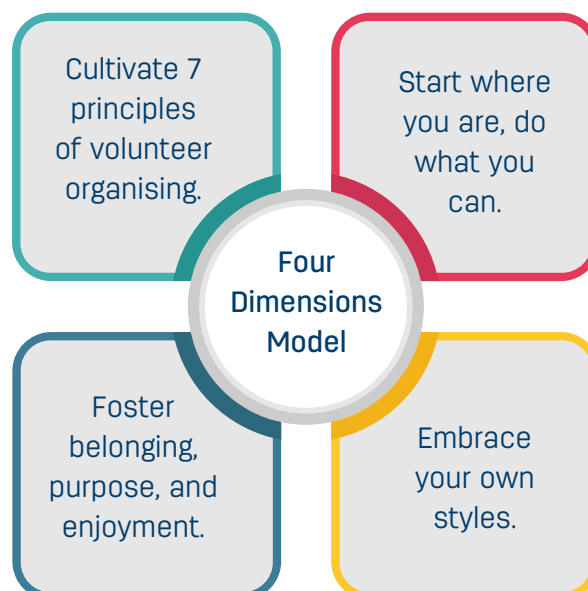 Cultivate 7
principles
of volunteer
organising.
Start where
you are, do
what you
can.
Four
Dimensions
Model
Foster
belonging,
purpose, and
enjoyment.
Embrace
your own
styles.